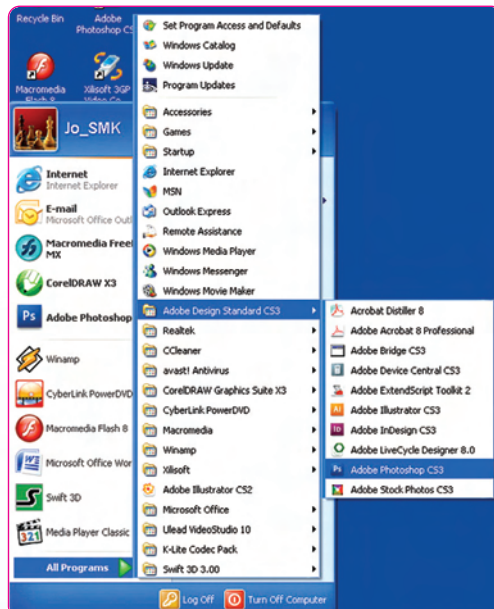 Recycle Bin
Adobe
Photoshop CS3
Macromedia
Flash 8
Xilisoft 3GP
Video Co...
Jo_SMK
Internet
Internet Explorer
E-mail
Microsoft Office Outl
Macromedia Free
MX
CorelDRAW X3
Adobe Photoshop
Winamp
CyberLink PowerDVD
Macromedia Flash 8
Microsoft Office Wor
Swift 3D
Media Player Classic
All Programs
Set Program Access and Defaults
Windows Catalog
Windows Update
Program Updates
Accessories
Games
Startup
Internet Explorer
MSN
Outlook Express
Remote Assistance
Windows Media Player
Windows Messenger
Windows Movie Maker
Adobe Design Standard CS3
Realtek
CCleaner
avast! Antivirus
CorelDRAW Graphics Suite X3
CyberLink PowerDVD
Macromedia
Winamp
Xilisoft
Adobe Illustrator CS2
Microsoft Office
Ulead VideoStudio 10
K-Lite Codec Pack
Swift 3D 3.00
Acrobat Distiller 8
Adobe Acrobat 8 Professional
Adobe Bridge CS3
Adobe Device Central CS3
Adobe ExtendScript Toolkit 2
Adobe Illustrator CS3
Adobe InDesign CS3
Adobe LiveCycle Designer 8.0
Adobe Photoshop CS3
Adobe Stock Photos CS3
Log Off
Turn Off Computer